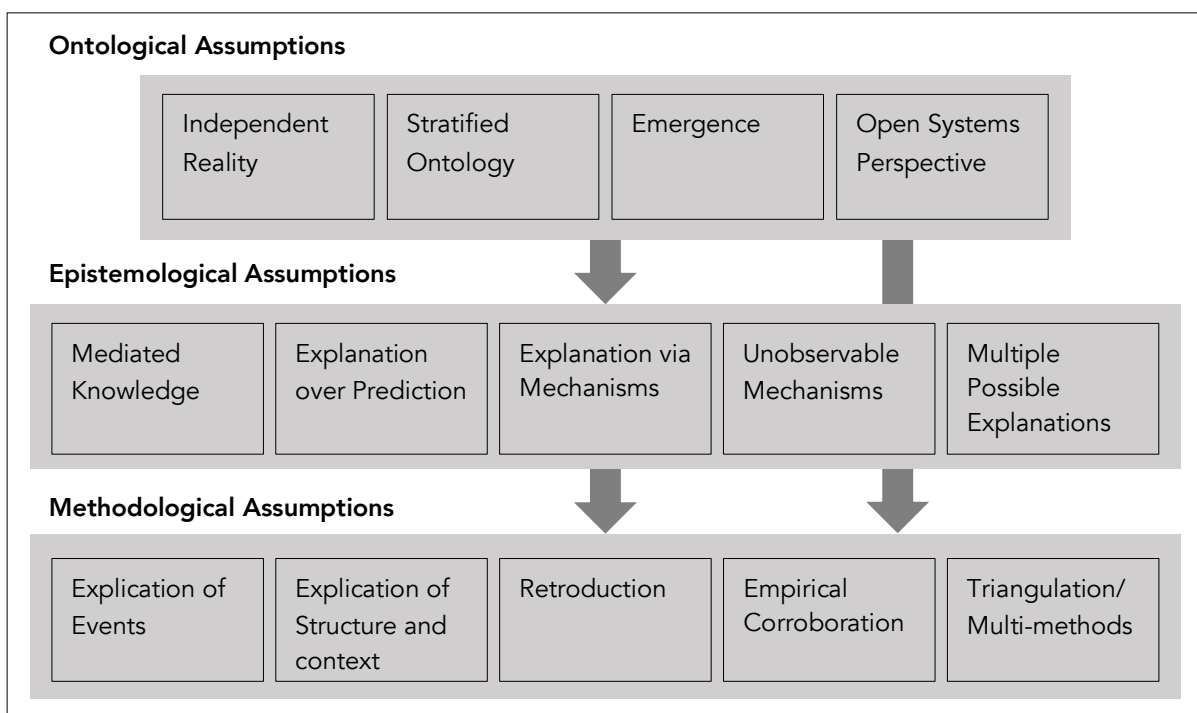 Ontological Assumptions
Independent
Reality
Stratified
Ontology
Emergence
Open Systems
Perspective
Epistemological Assumptions
Mediated
Knowledge
Explanation
over Prediction
Explanation via
Mechanisms
Unobservable
Mechanisms
Multiple
Possible
Explanations
Methodological Assumptions
Explication of
Events
Explication of
Structure and
context
Retroduction
Empirical
Corroboration
Triangulation/
Multi-methods